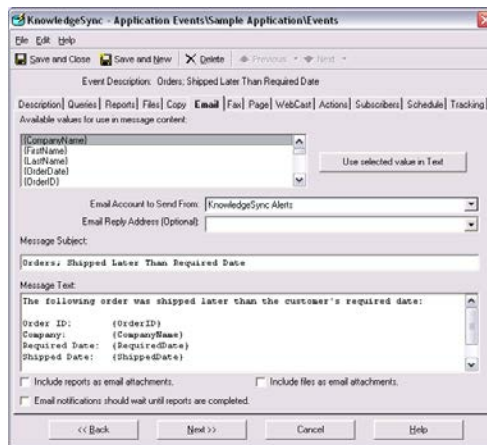 KnowledgeSync - Application Events\Sample Application\Events
File Edit Help
Save and Close Save and New Delete Previous Next
Event Description: Orders; Shipped Later Than Required Date
Description Queries Reports Files Copy Email Fax Page WebCast Actions Subscribers Schedule Tracking
Available values for use in message content:
{CompanyName}
{FirstName}
{LastName}
{OrderDate}
{OrderID}
Use selected value in Text
Email Account to Send From: KnowledgeSync Alerts
Email Reply Address (Optional):
Message Subject:
Orders; Shipped Later Than Required Date
Message Text:
The following order was shipped later than the customer's required date:
Order ID: {OrderID}
Company: {CompanyName}
Required Date: {RequiredDate}
Shipped Date: {ShippedDate}
Include reports as email attachments. Include files as email attachments.
Email notifications should wait until reports are completed.
<< Back Next >> Cancel Help